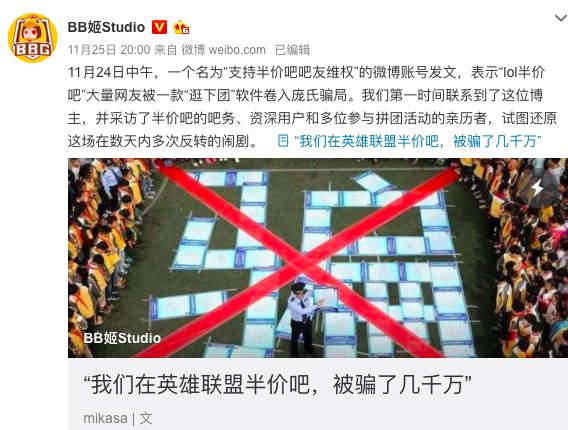 BB姬Studio
BBG
11月25日 20:00 来自 微博 weibo.com 已编辑
11月24日中午，一个名为“支持半价吧吧友维权”的微博账号发文，表示“lol半价
吧”大量网友被一款“逛下团”软件卷入庞氏骗局。我们第一时间联系到了这位博
主，并采访了半价吧的吧务、资深用户和多位参与拼团活动的亲历者，试图还原
这场在数天内多次反转的闹剧。 “我们在英雄联盟半价吧，被骗了几千万”
BB姬Studio
“我们在英雄联盟半价吧，被骗了几千万”
mikasa | 文